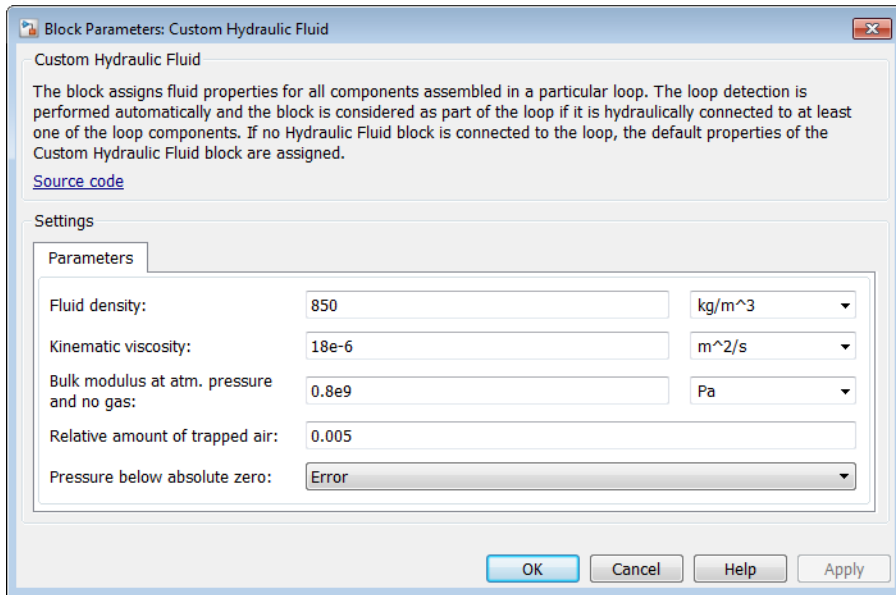 Block Parameters: Custom Hydraulic Fluid
Custom Hydraulic Fluid
The block assigns fluid properties for all components assembled in a particular loop. The loop detection is
performed automatically and the block is considered as part of the loop if it is hydraulically connected to at least
one of the loop components. If no Hydraulic Fluid block is connected to the loop, the default properties of the
Custom Hydraulic Fluid block are assigned.
Source code
Settings
Parameters
Fluid density: 850 kg/m^3
Kinematic viscosity: 18e-6 m^2/s
Bulk modulus at atm. pressure
and no gas: 0.8e9 Pa
Relative amount of trapped air: 0.005
Pressure below absolute zero: Error
OK Cancel Help Apply